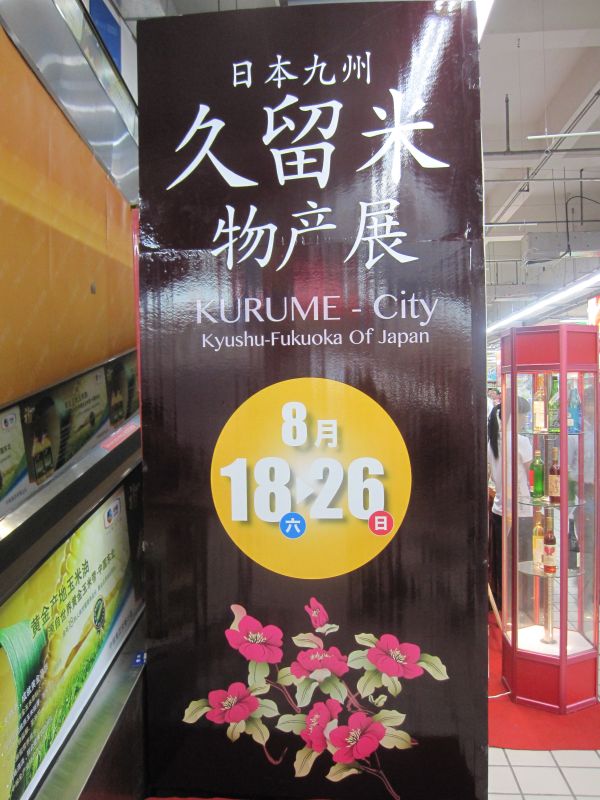 日本九州
久留米
物产展
KURUME - City
Kyushu-Fukuoka Of Japan
8月
18 26
六 日
黄金产地玉米油